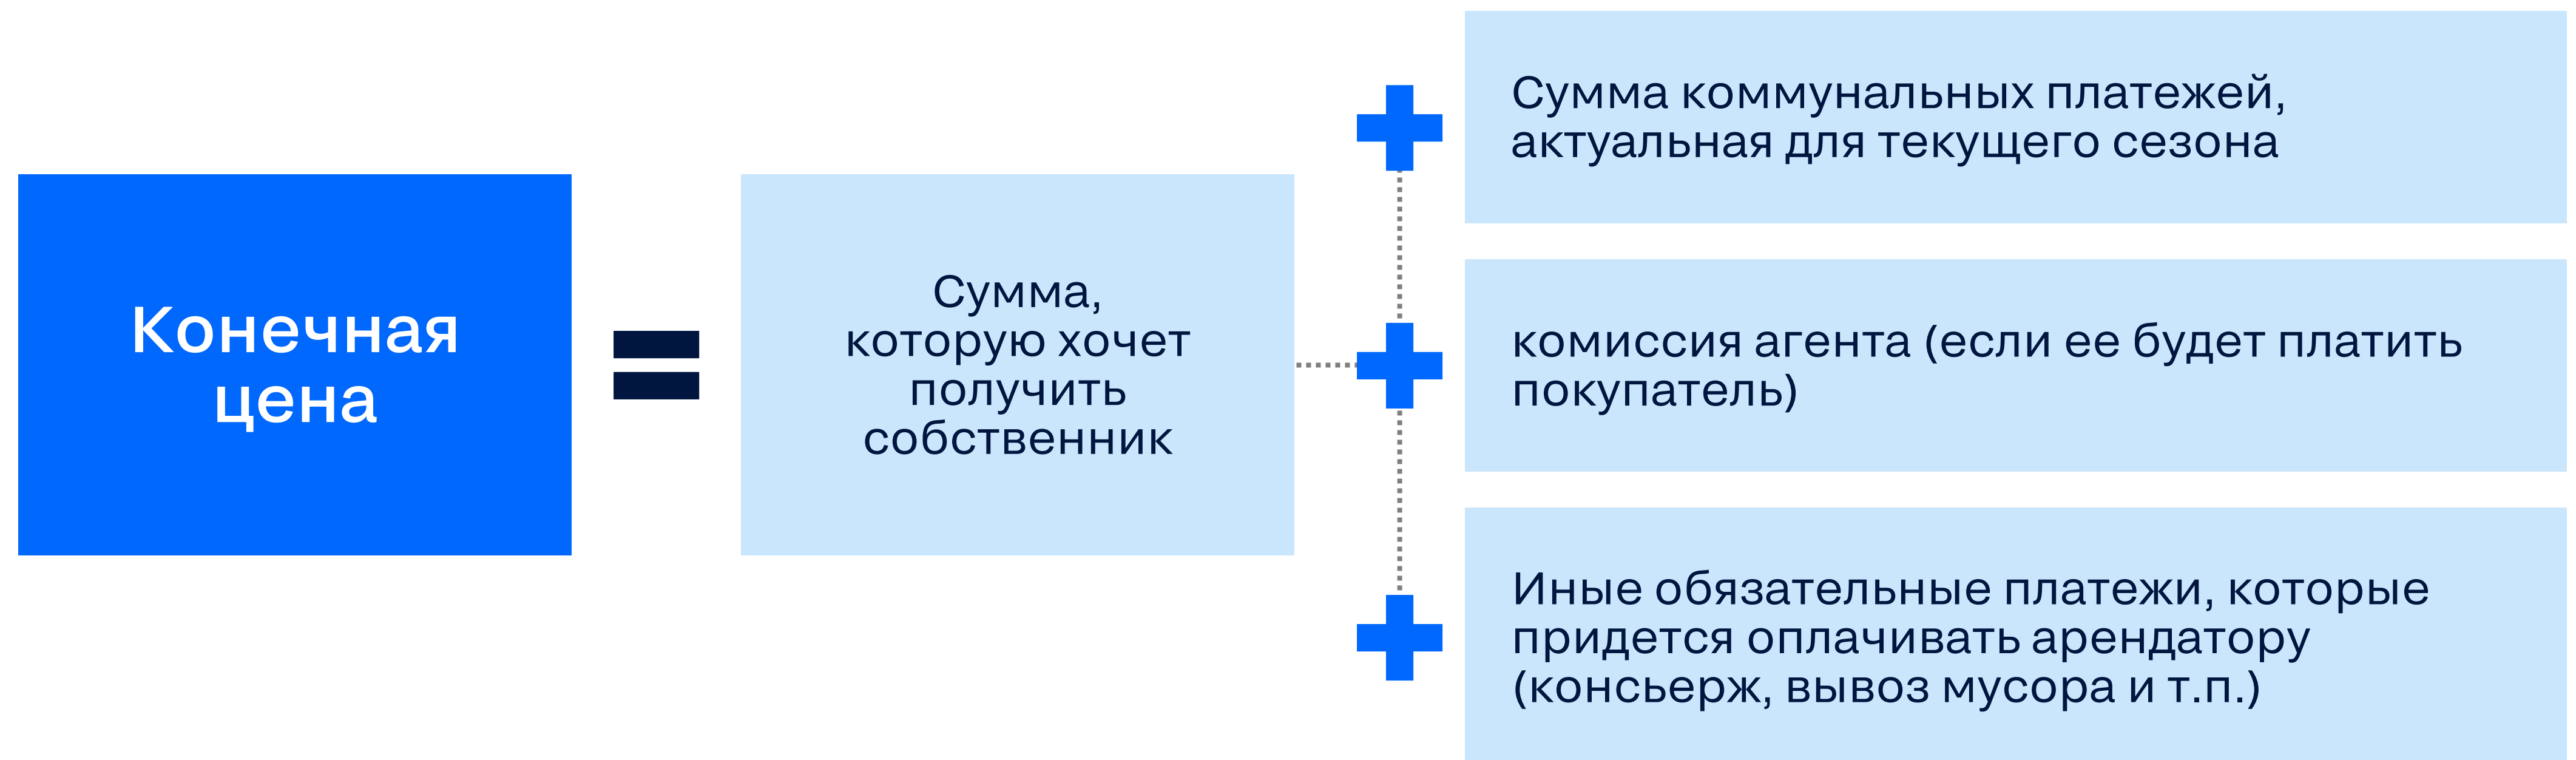 Конечная
цена
=
Сумма,
которую хочет
получить
собственник
+
Сумма коммунальных платежей,
актуальная для текущего сезона
+
комиссия агента (если ее будет платить
покупатель)
+
Иные обязательные платежи, которые
придется оплачивать арендатору
(консьерж, вывоз мусора и т.п.)